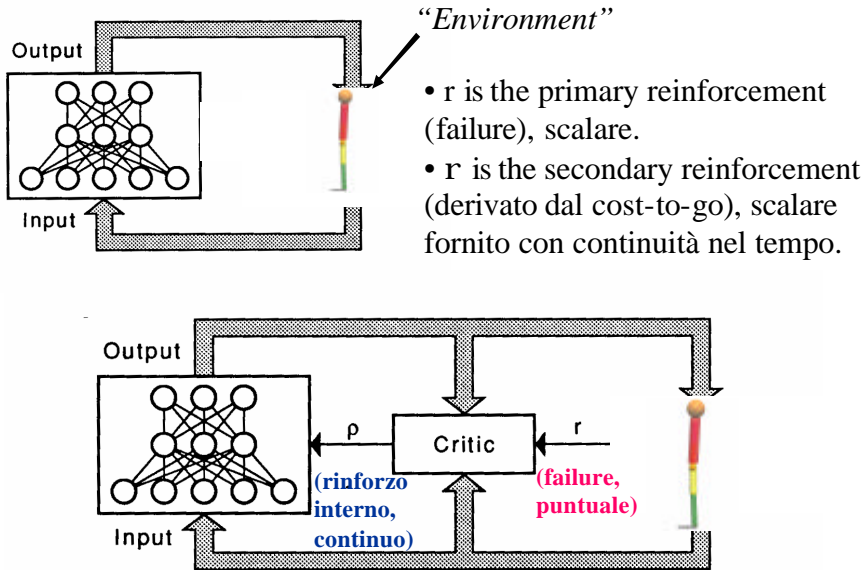 “Environment”
Output
Input
• r is the primary reinforcement
(failure), scalare.
• r is the secondary reinforcement
(derivato dal cost-to-go), scalare
fornito con continuità nel tempo.
Output
ρ
Critic
r
(rinforzo
interno,
continuo)
(failure,
puntuale)
Input